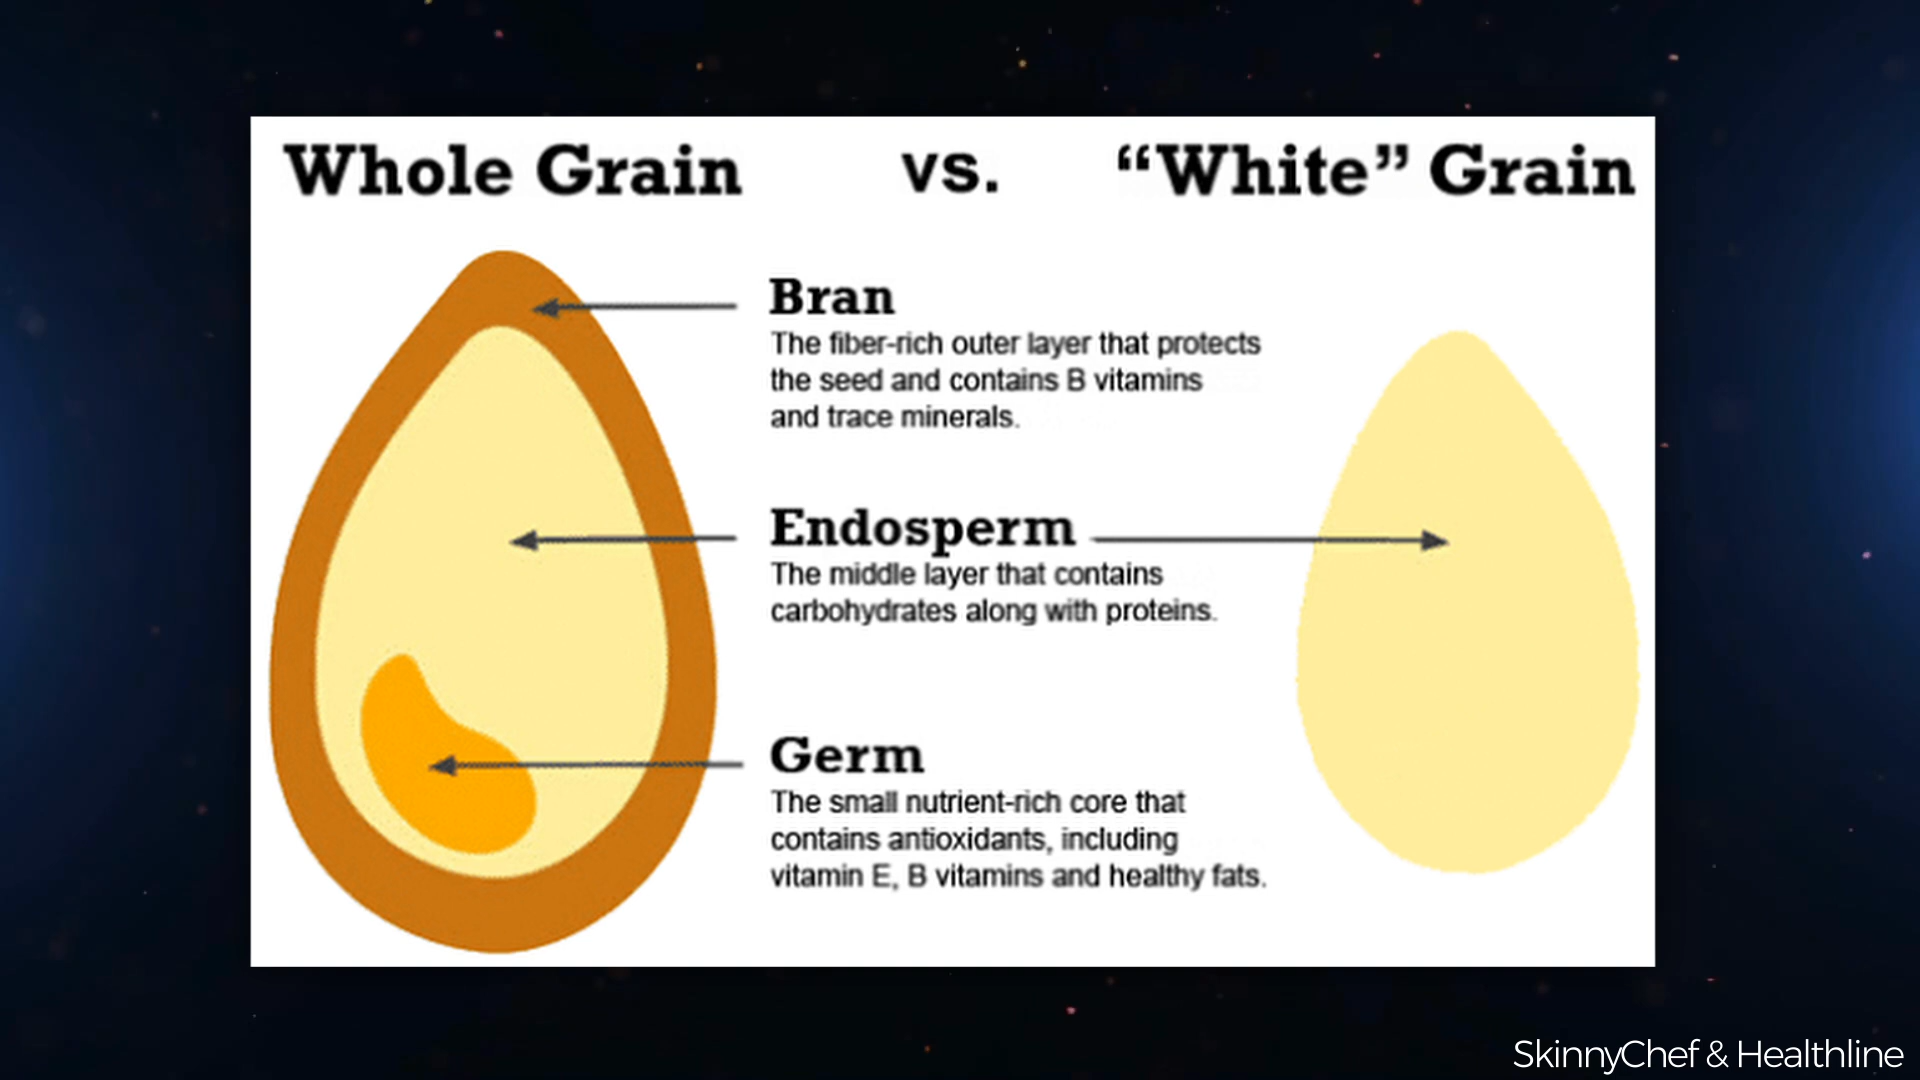 Whole Grain vs. “White” Grain
Bran
The fiber-rich outer layer that protects
the seed and contains B vitamins
and trace minerals.
Endosperm
The middle layer that contains
carbohydrates along with proteins.
Germ
The small nutrient-rich core that
contains antioxidants, including
vitamin E, B vitamins and healthy fats.
SkinnyChef & Healthline